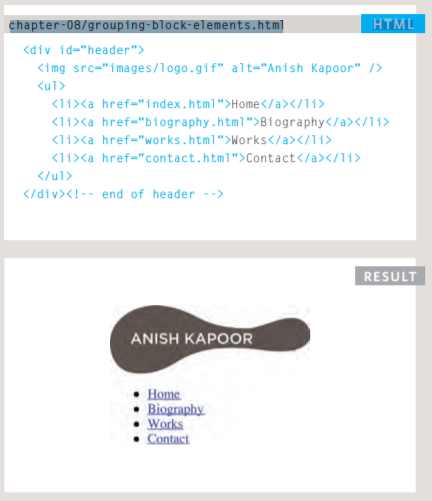 chapter-08/grouping-block-elements.html
HTML
<div id="header">
<img src="images/logo.gif" alt="Anish Kapoor" />
<ul>
<li><a href="index.html">Home</a></li>
<li><a href="biography.html">Biography</a></li>
<li><a href="works.html">Works</a></li>
<li><a href="contact.html">Contact</a></li>
</ul>
</div><!-- end of header -->
RESULT
ANISH KAPOOR
Home
Biography
Works
Contact